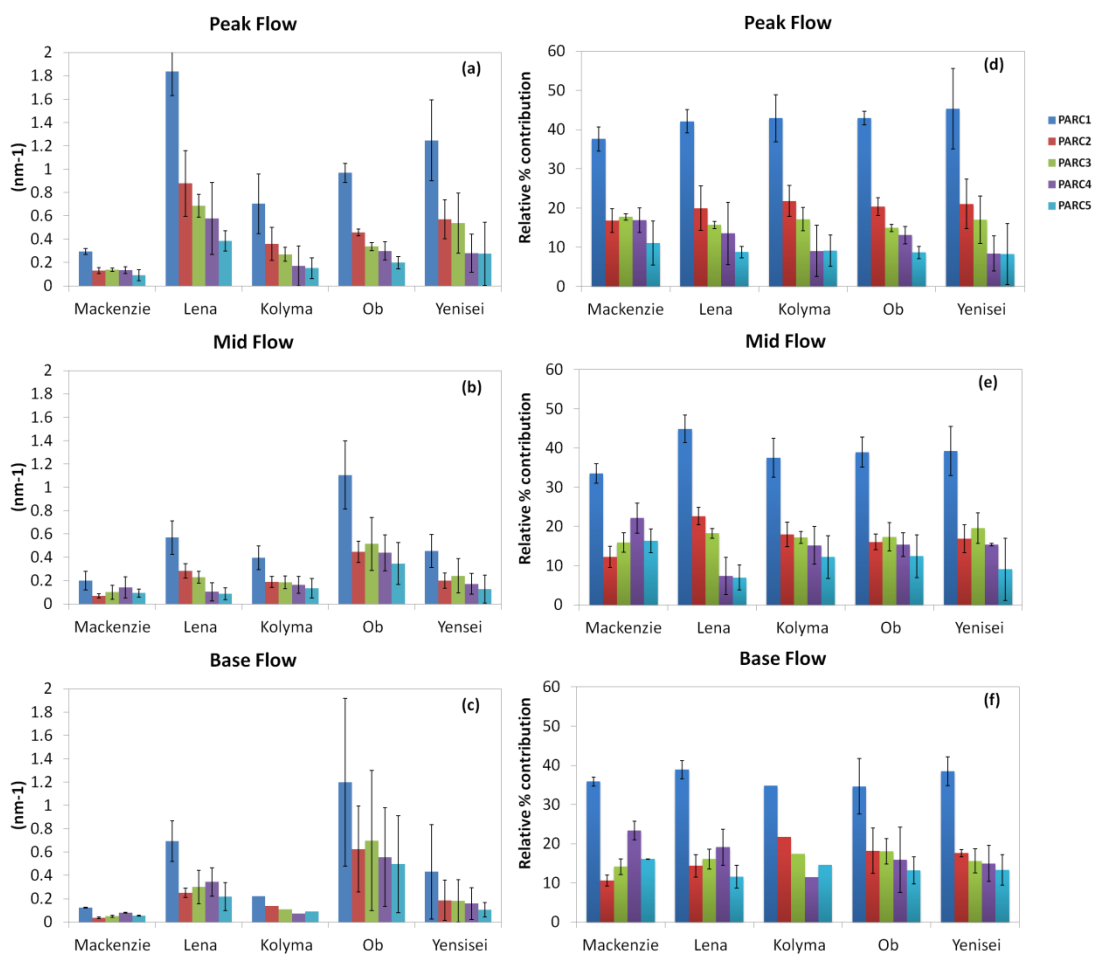 Peak Flow
(a)
(nm-1)
2
1.8
1.6
1.4
1.2
1
0.8
0.6
0.4
0.2
0
Mackenzie Lena Kolyma Ob Yenisei
Peak Flow
(d)
Relative % contribution
60
50
40
30
20
10
0
Mackenzie Lena Kolyma Ob Yenisei
PARC1
PARC2
PARC3
PARC4
PARC5
Mid Flow
(b)
(nm-1)
2
1.8
1.6
1.4
1.2
1
0.8
0.6
0.4
0.2
0
Mackenzie Lena Kolyma Ob Yensei
Mid Flow
(e)
Relative % contribution
60
50
40
30
20
10
0
Mackenzie Lena Kolyma Ob Yenisei
Base Flow
(c)
(nm-1)
2
1.8
1.6
1.4
1.2
1
0.8
0.6
0.4
0.2
0
Mackenzie Lena Kolyma Ob Yensisei
Base Flow
(f)
Relative % contribution
60
50
40
30
20
10
0
Mackenzie Lena Kolyma Ob Yenisei